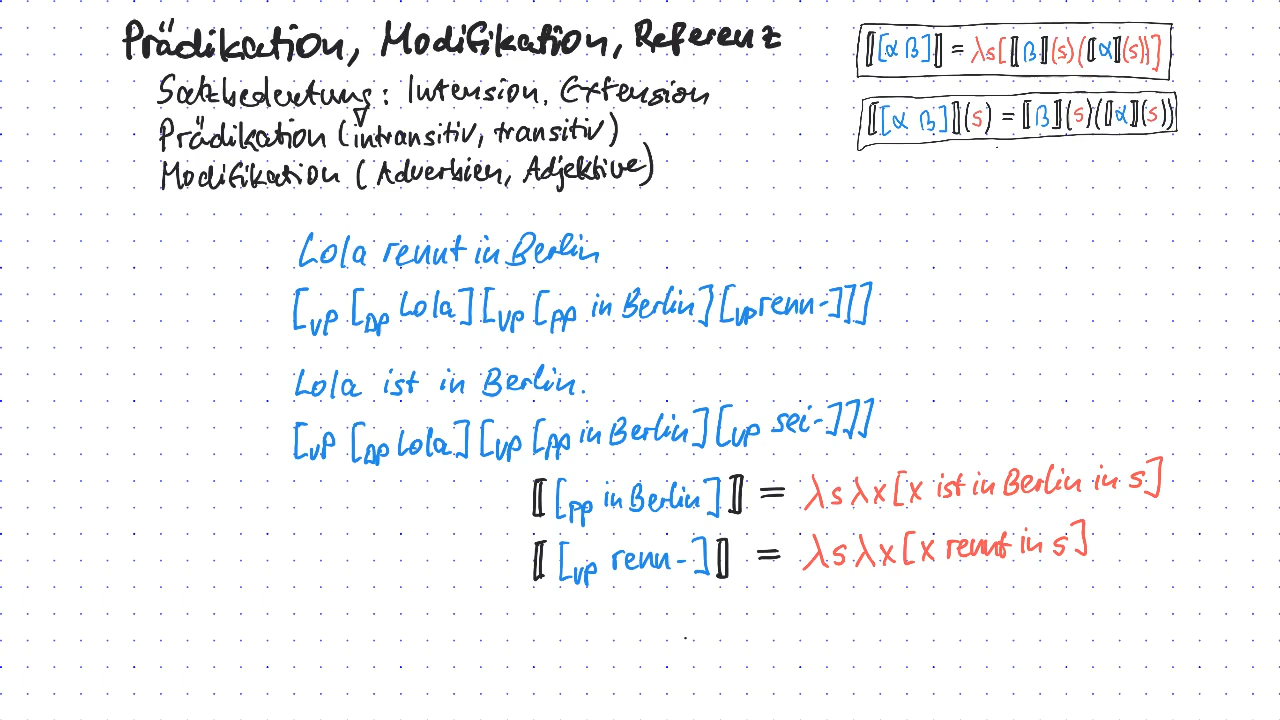 Prädikation, Modifikation, Referenz
Satzbedeutung: Intension, Extension
Prädikation (intransitiv, transitiv)
Modifikation (Adverbien, Adjektive)
⟦[α β]⟧ = λs[⟦β⟧(s)(⟦α⟧(s))]
⟦[α β]⟧(s) = ⟦β⟧(s)(⟦α⟧(s))
Lola rennt in Berlin
[VP [DP Lola] [VP [PP in Berlin] [VP renn-]]]
Lola ist in Berlin.
[VP [DP Lola] [VP [PP in Berlin] [VP sei-]]]
⟦[PP in Berlin]⟧ = λs λx [x ist in Berlin in s]
⟦[VP renn-]⟧ = λs λx [x rennt in s]